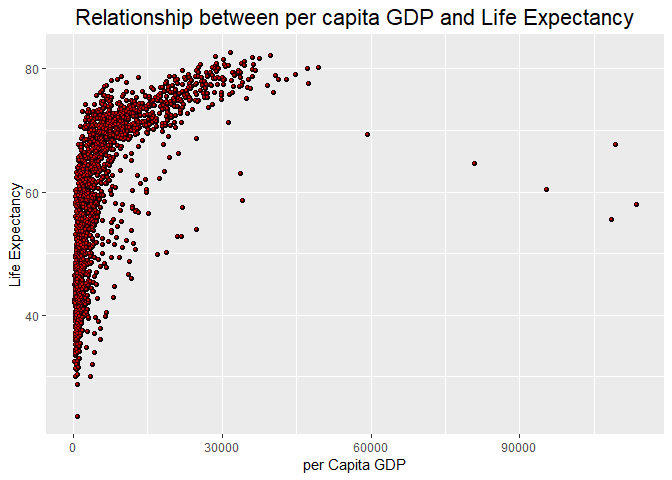 Relationship between per capita GDP and Life Expectancy
Life Expectancy
80
60
40
0 30000 60000 90000
per Capita GDP